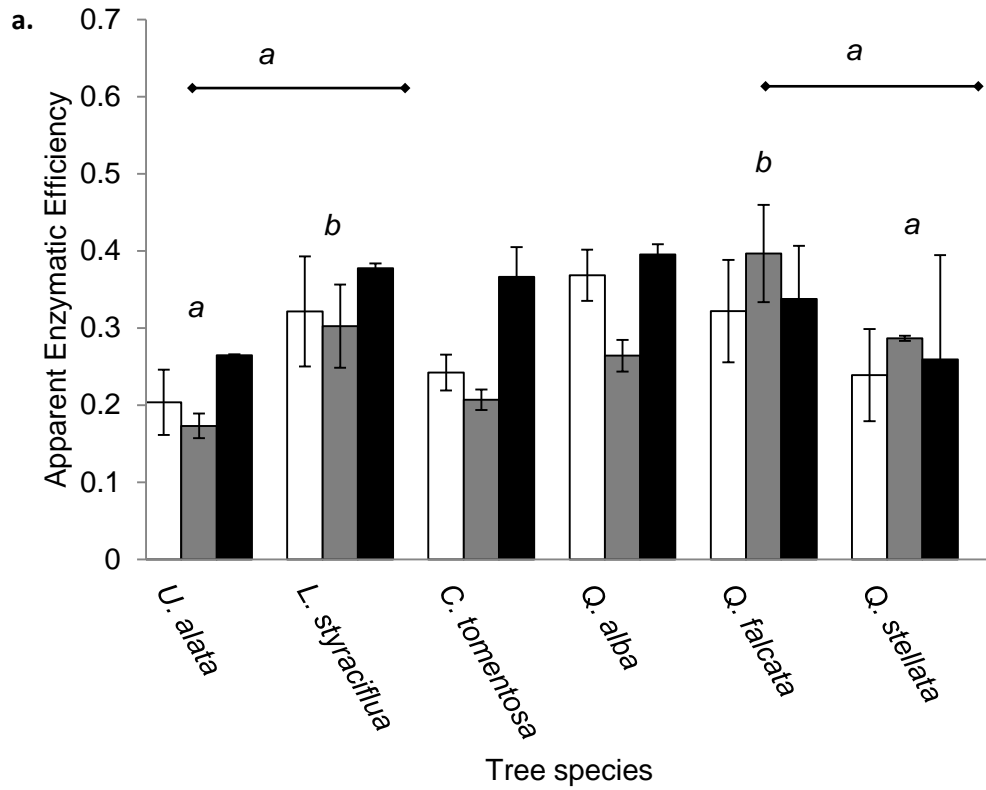 a.
Apparent Enzymatic Efficiency
0.7
0.6
0.5
0.4
0.3
0.2
0.1
0
a
a
b
b
a
a
U. alata
L. styraciflua
C. tomentosa
Q. alba
Q. falcata
Q. stellata
Tree species